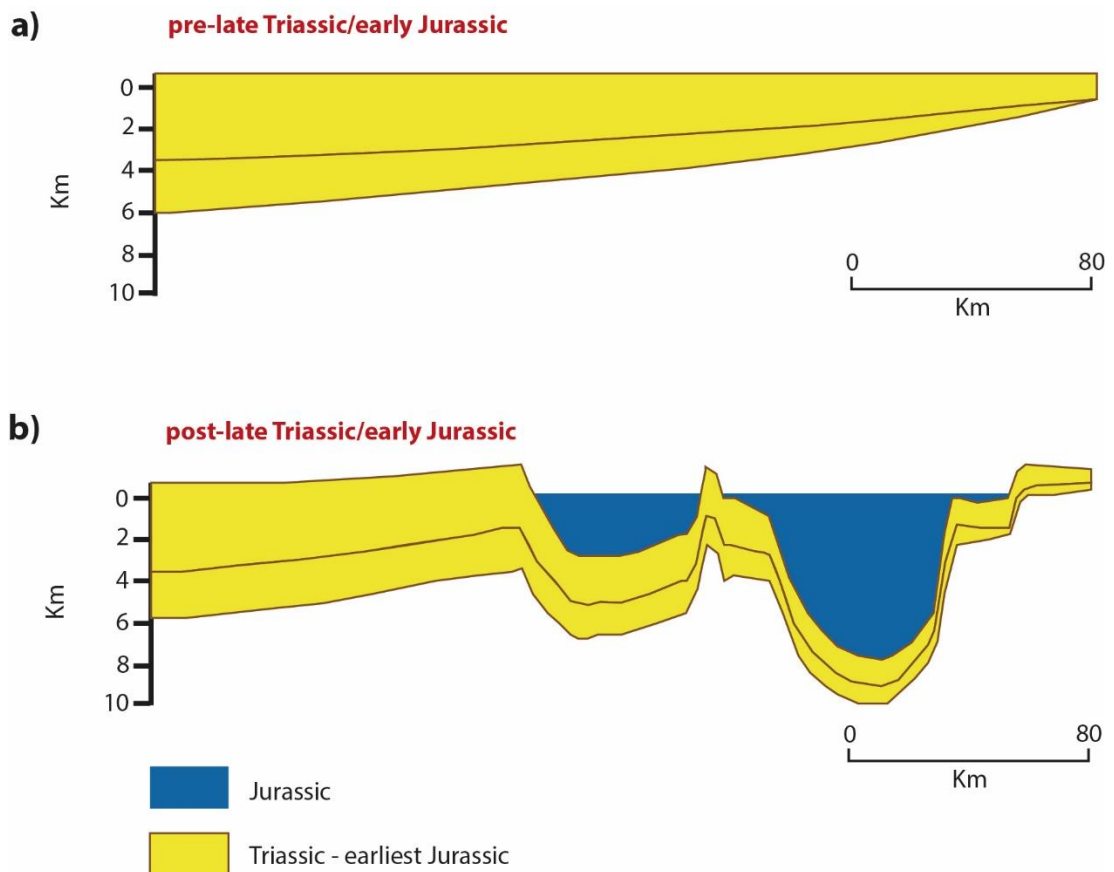 a)
pre-late Triassic/early Jurassic
0
2
4
6
8
10
Km
0
80
Km
b)
post-late Triassic/early Jurassic
0
2
4
6
8
10
Km
0
80
Km
Jurassic
Triassic - earliest Jurassic